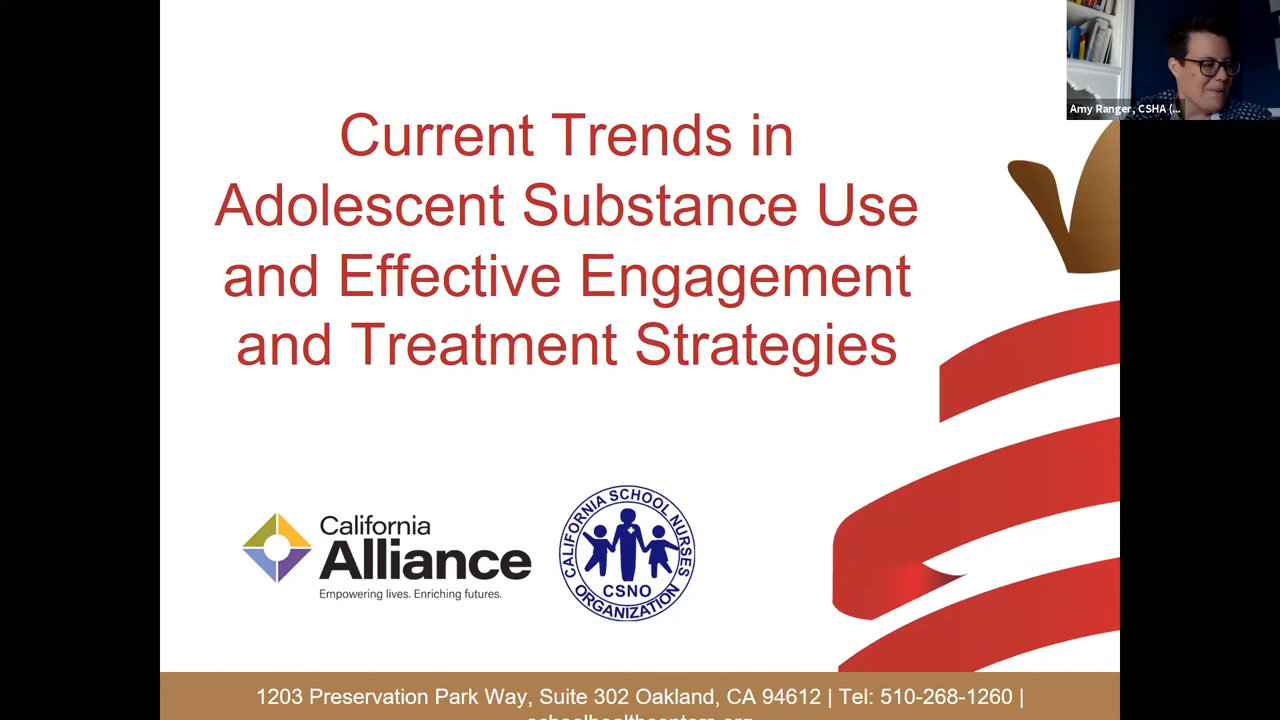 Amy Ranger, CSHA (...
Current Trends in
Adolescent Substance Use
and Effective Engagement
and Treatment Strategies
California
Alliance
Empowering lives. Enriching futures.
CALIFORNIA SCHOOL NURSES
CSNO
ORGANIZATION
1203 Preservation Park Way, Suite 302 Oakland, CA 94612 | Tel: 510-268-1260 |
schoolhealthcenters.org